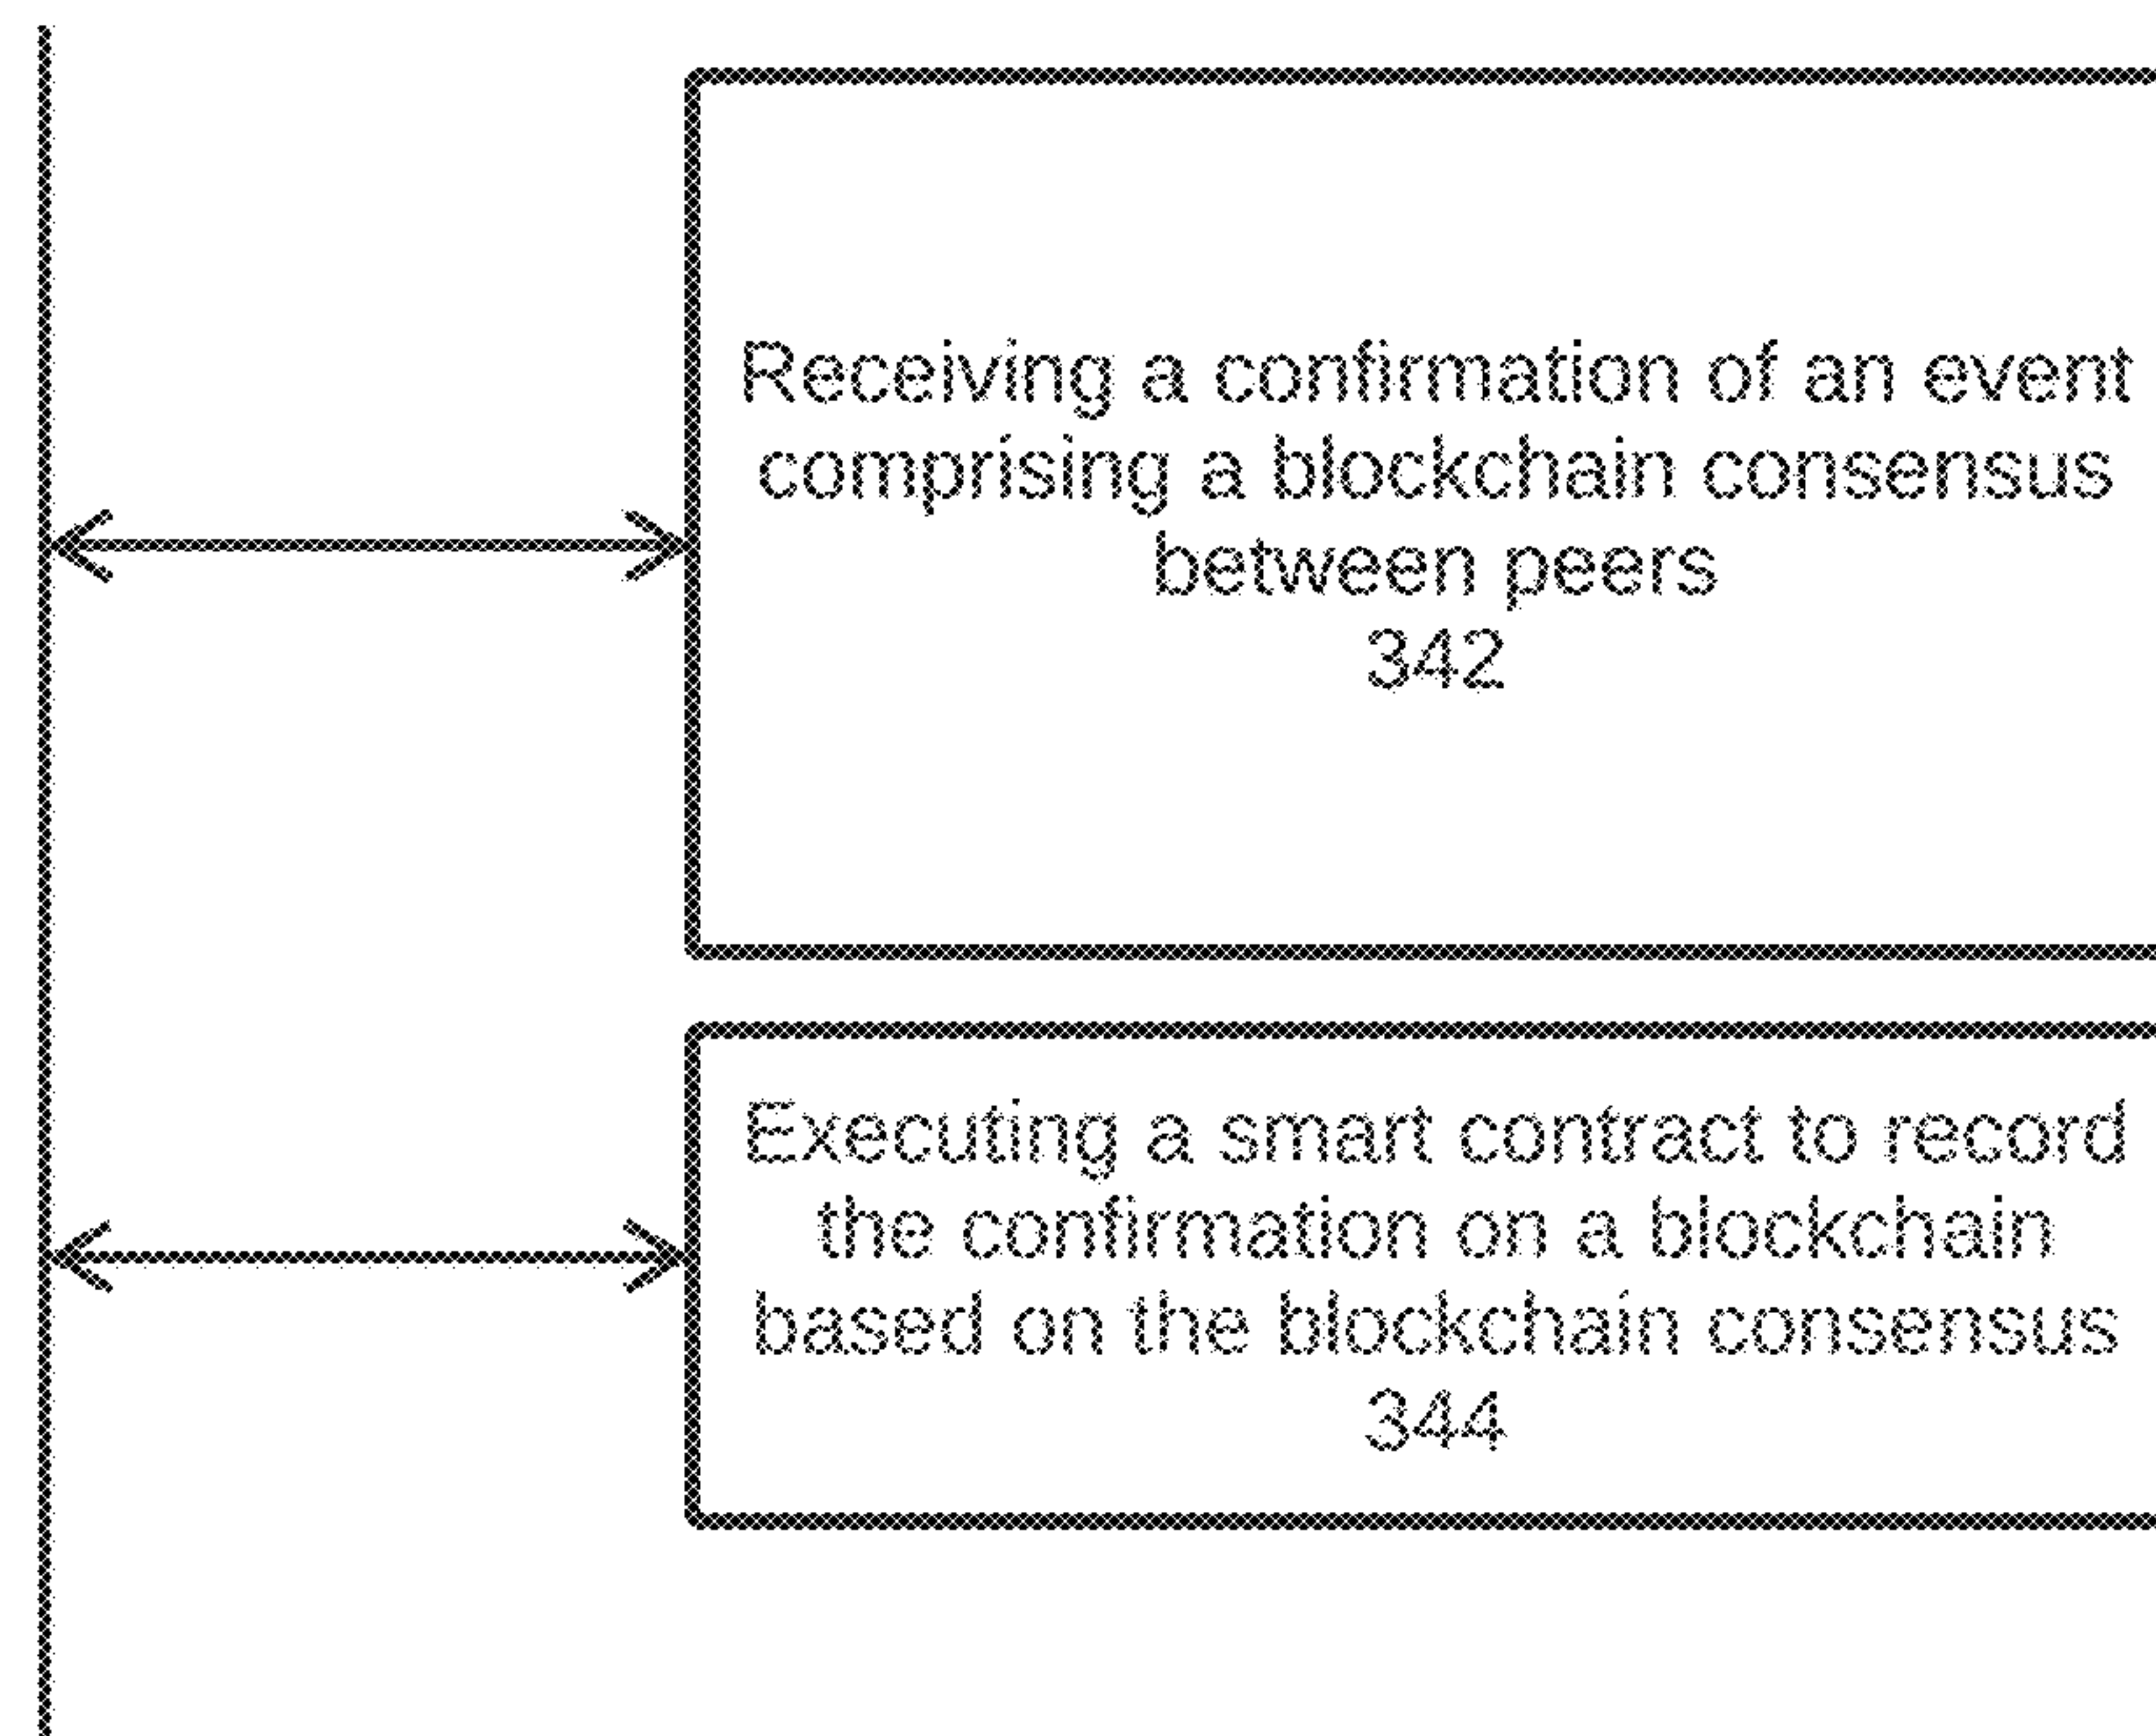 Receiving a confirmation of an event
comprising a blockchain consensus
between peers
342
Executing a smart contract to record
the confirmation on a blockchain
based on the blockchain consensus
344